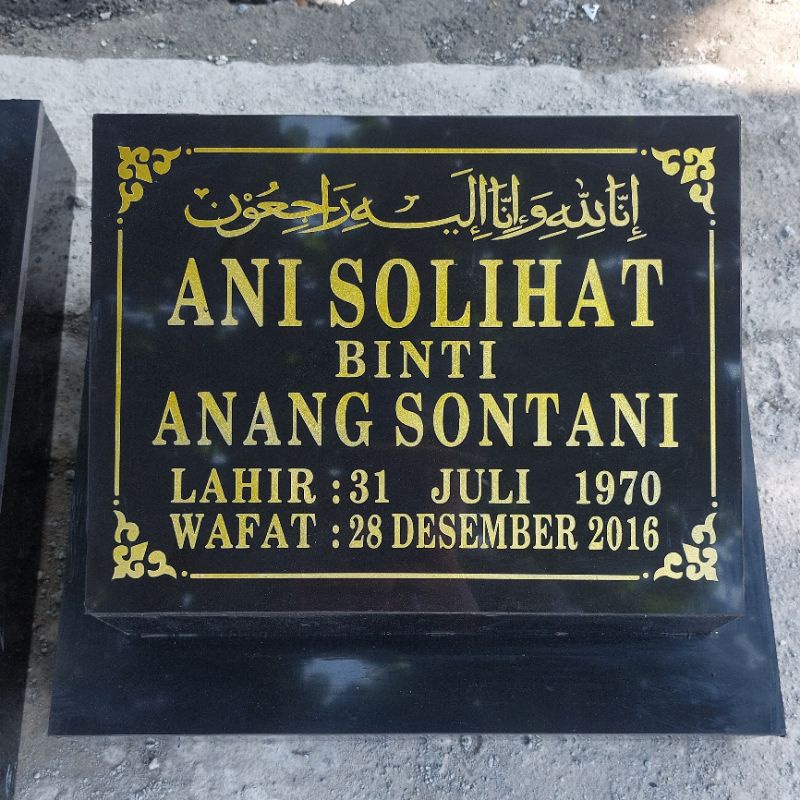 إِنَّا لِلّٰهِ وَإِنَّا إِلَيْهِ رَاجِعُوْن
ANI SOLIHAT
BINTI
ANANG SONTANI
LAHIR : 31 JULI 1970
WAFAT : 28 DESEMBER 2016